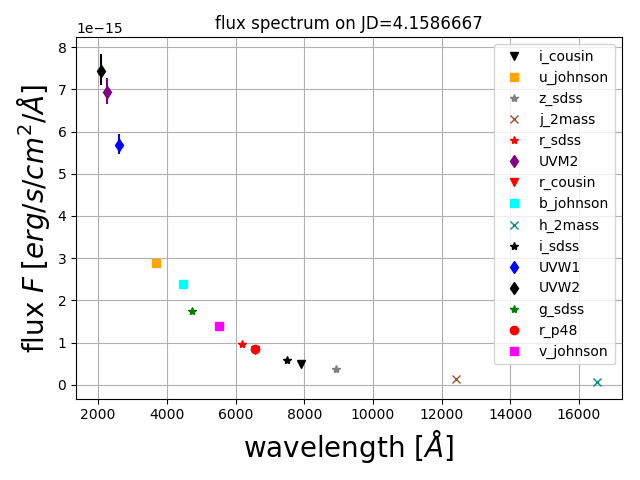 flux spectrum on JD=4.1586667
1e−15
8
7
6
5
4
3
2
1
0
flux F [erg/s/cm²/Å]
2000 4000 6000 8000 10000 12000 14000 16000
wavelength [Å]
i_cousin
u_johnson
z_sdss
j_2mass
r_sdss
UVM2
r_cousin
b_johnson
h_2mass
i_sdss
UVW1
UVW2
g_sdss
r_p48
v_johnson